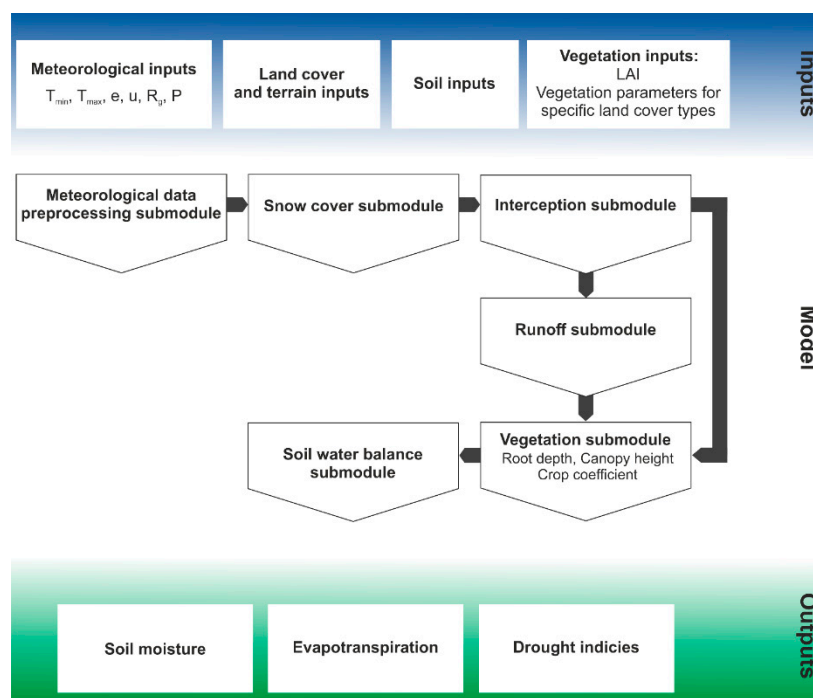 Meteorological inputs
Tmin, Tmax, e, u, Rg, P
Land cover
and terrain inputs
Soil inputs
Vegetation inputs:
LAI
Vegetation parameters for
specific land cover types
Inputs
Meteorological data
preprocessing submodule
Snow cover submodule
Interception submodule
Runoff submodule
Soil water balance
submodule
Vegetation submodule
Root depth, Canopy height
Crop coefficient
Model
Soil moisture
Evapotranspiration
Drought indicies
Outputs